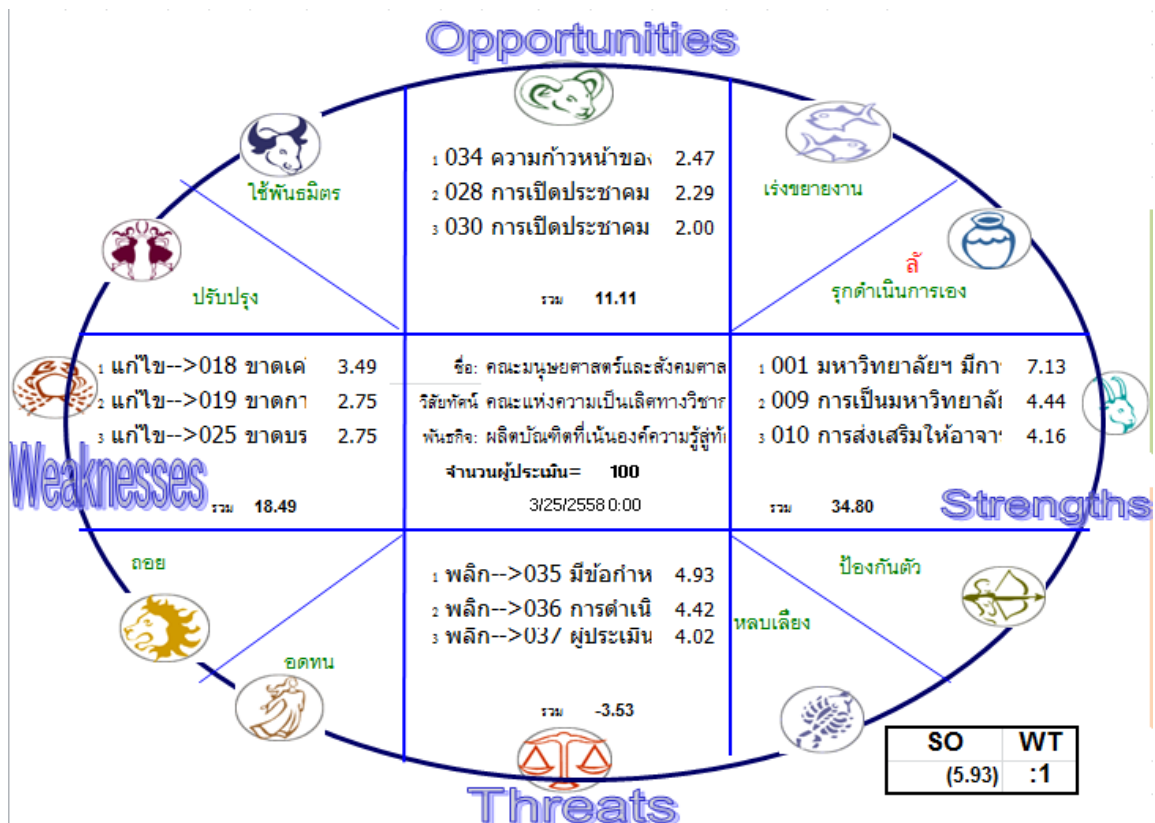 Opportunities
1 034 ความก้าวหน้าของ 2.47
2 028 การเปิดประชาคม 2.29
3 030 การเปิดประชาคม 2.00
รวม 11.11
ใช้พันธมิตร
ปรับปรุง
เร่งขยายงาน
ลั
รุกดำเนินการเอง
1 แก้ไข-->018 ขาดเค 3.49
2 แก้ไข-->019 ขาดกา 2.75
3 แก้ไข-->025 ขาดบร 2.75
Weaknesses
รวม 18.49
ชื่อ: คณะมนุษยศาสตร์และสังคมศาส
วิสัยทัศน์ คณะแห่งความเป็นเลิศทางวิชาก
พันธกิจ: ผลิตบัณฑิตที่เน้นองค์ความรู้สู่ท้
จำนวนผู้ประเมิน= 100
3/25/2558 0:00
1 001 มหาวิทยาลัยฯ มีกา 7.13
2 009 การเป็นมหาวิทยาลัย 4.44
3 010 การส่งเสริมให้อาจาร 4.16
รวม 34.80
Strengths
ถอย
อดทน
1 พลิก-->035 มีข้อกำห 4.93
2 พลิก-->036 การดำเนิ 4.42
3 พลิก-->037 ผู้ประเมิน 4.02
รวม -3.53
ป้องกันตัว
หลบเลี่ยง
Threats
SO WT
(5.93) :1